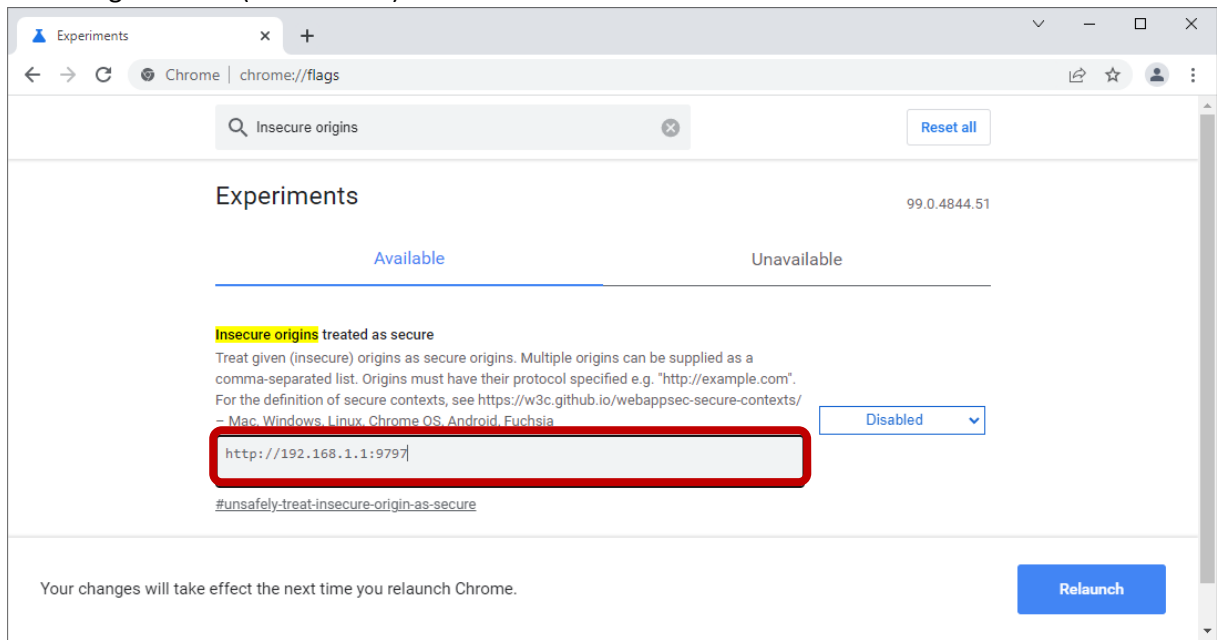 Experiments
Chrome | chrome://flags
Insecure origins
Reset all
Experiments
99.0.4844.51
Available
Unavailable
Insecure origins treated as secure
Treat given (insecure) origins as secure origins. Multiple origins can be supplied as a
comma-separated list. Origins must have their protocol specified e.g. "http://example.com".
For the definition of secure contexts, see https://w3c.github.io/webappsec-secure-contexts/
– Mac, Windows, Linux, Chrome OS, Android, Fuchsia
Disabled
http://192.168.1.1:9797
#unsafely-treat-insecure-origin-as-secure
Your changes will take effect the next time you relaunch Chrome.
Relaunch